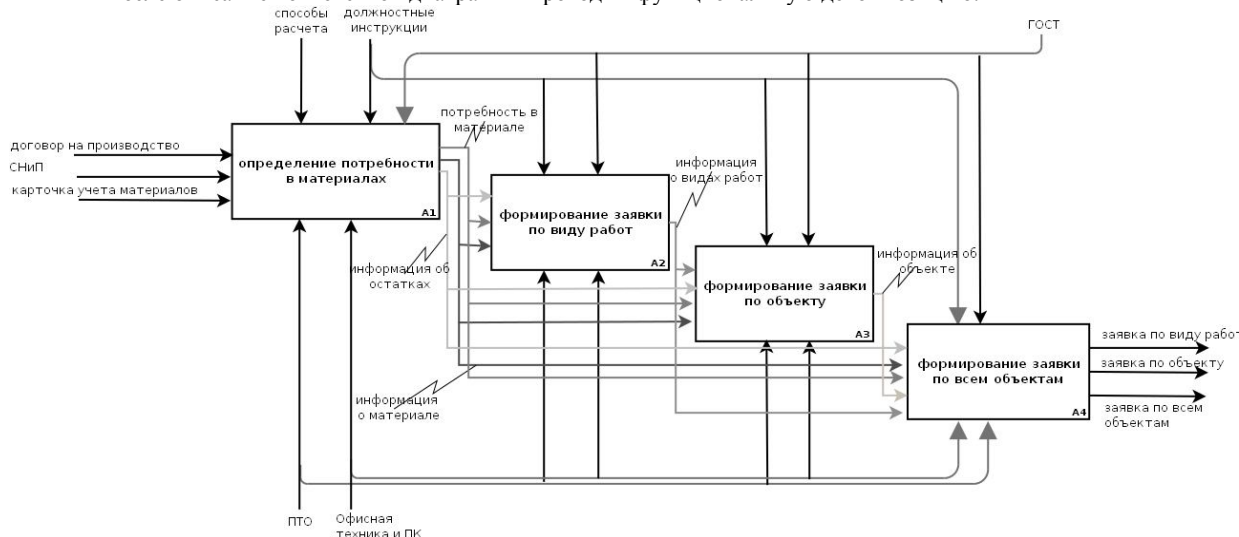 способы
расчета
должностные
инструкции
ГОСТ
потребность в
материале
договор на производство
СНиП
карточка учета материалов
определение потребности
в материалах
A1
информация
о видах работ
формирование заявки
по виду работ
A2
информация об
остатках
информация об
объекте
формирование заявки
по объекту
A3
заявка по виду работ
заявка по объекту
заявка по всем
объектам
формирование заявки
по всем объектам
A4
информация
о материале
ПТО
Офисная
техника и ПК